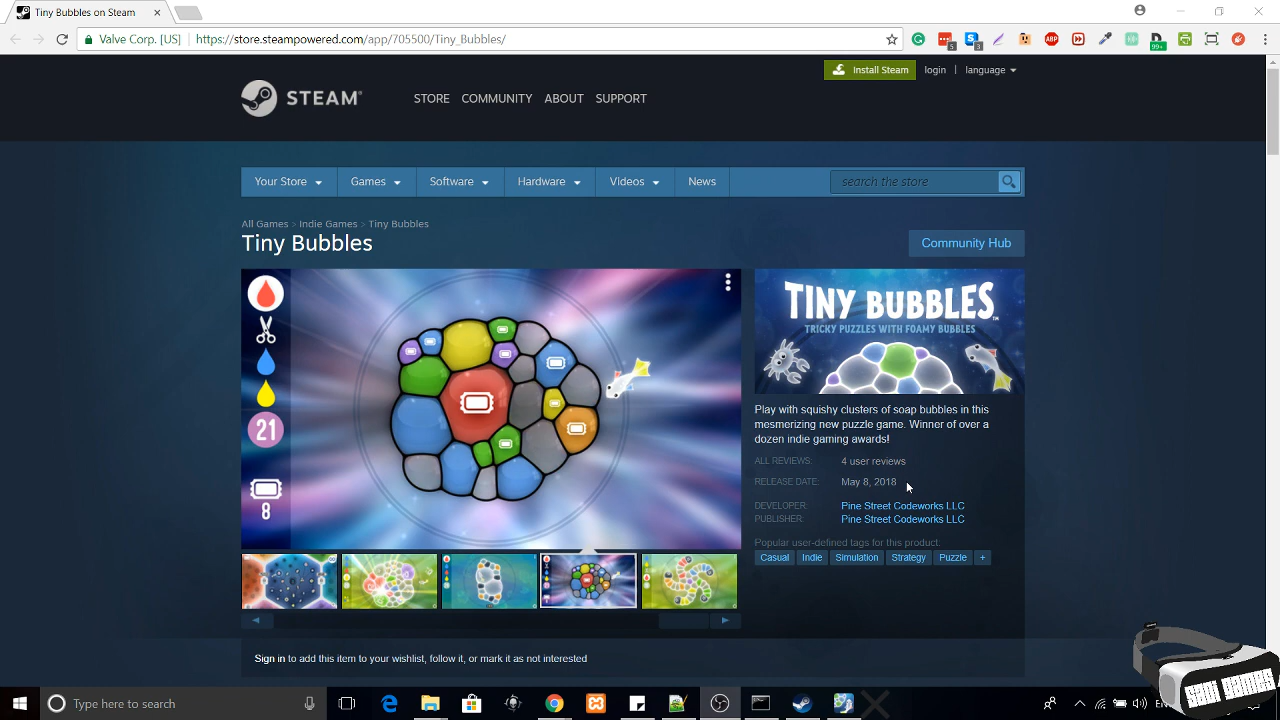 Tiny Bubbles on Steam
Valve Corp. [US]
https://store.steampowered.com/app/705500/Tiny_Bubbles/
5
3
ABP
99+
Install Steam
login
language
STEAM
STORE
COMMUNITY
ABOUT
SUPPORT
Your Store
Games
Software
Hardware
Videos
News
search the store
All Games > Indie Games > Tiny Bubbles
Tiny Bubbles
Community Hub
21
8
TINY BUBBLES
TRICKY PUZZLES WITH FOAMY BUBBLES
Play with squishy clusters of soap bubbles in this
mesmerizing new puzzle game. Winner of over a
dozen indie gaming awards!
ALL REVIEWS: 4 user reviews
RELEASE DATE: May 8, 2018
DEVELOPER: Pine Street Codeworks LLC
PUBLISHER: Pine Street Codeworks LLC
Popular user-defined tags for this product:
Casual Indie Simulation Strategy Puzzle +
Sign in to add this item to your wishlist, follow it, or mark it as not interested
Type here to search